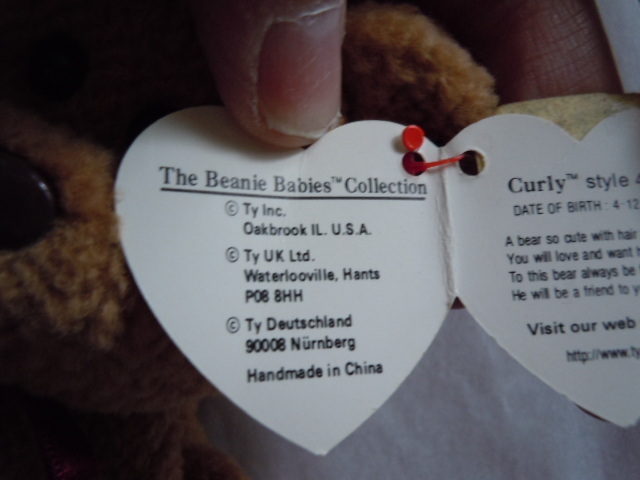 The Beanie Babies™Collection
© Ty Inc.
Oakbrook IL. U.S.A.
© Ty UK Ltd.
Waterlooville, Hants
P08 8HH
© Ty Deutschland
90008 Nürnberg
Handmade in China
Curly™ style 4
DATE OF BIRTH : 4-12
A bear so cute with hair
You will love and want
To this bear always be
He will be a friend to
Visit our web
http://www.ty